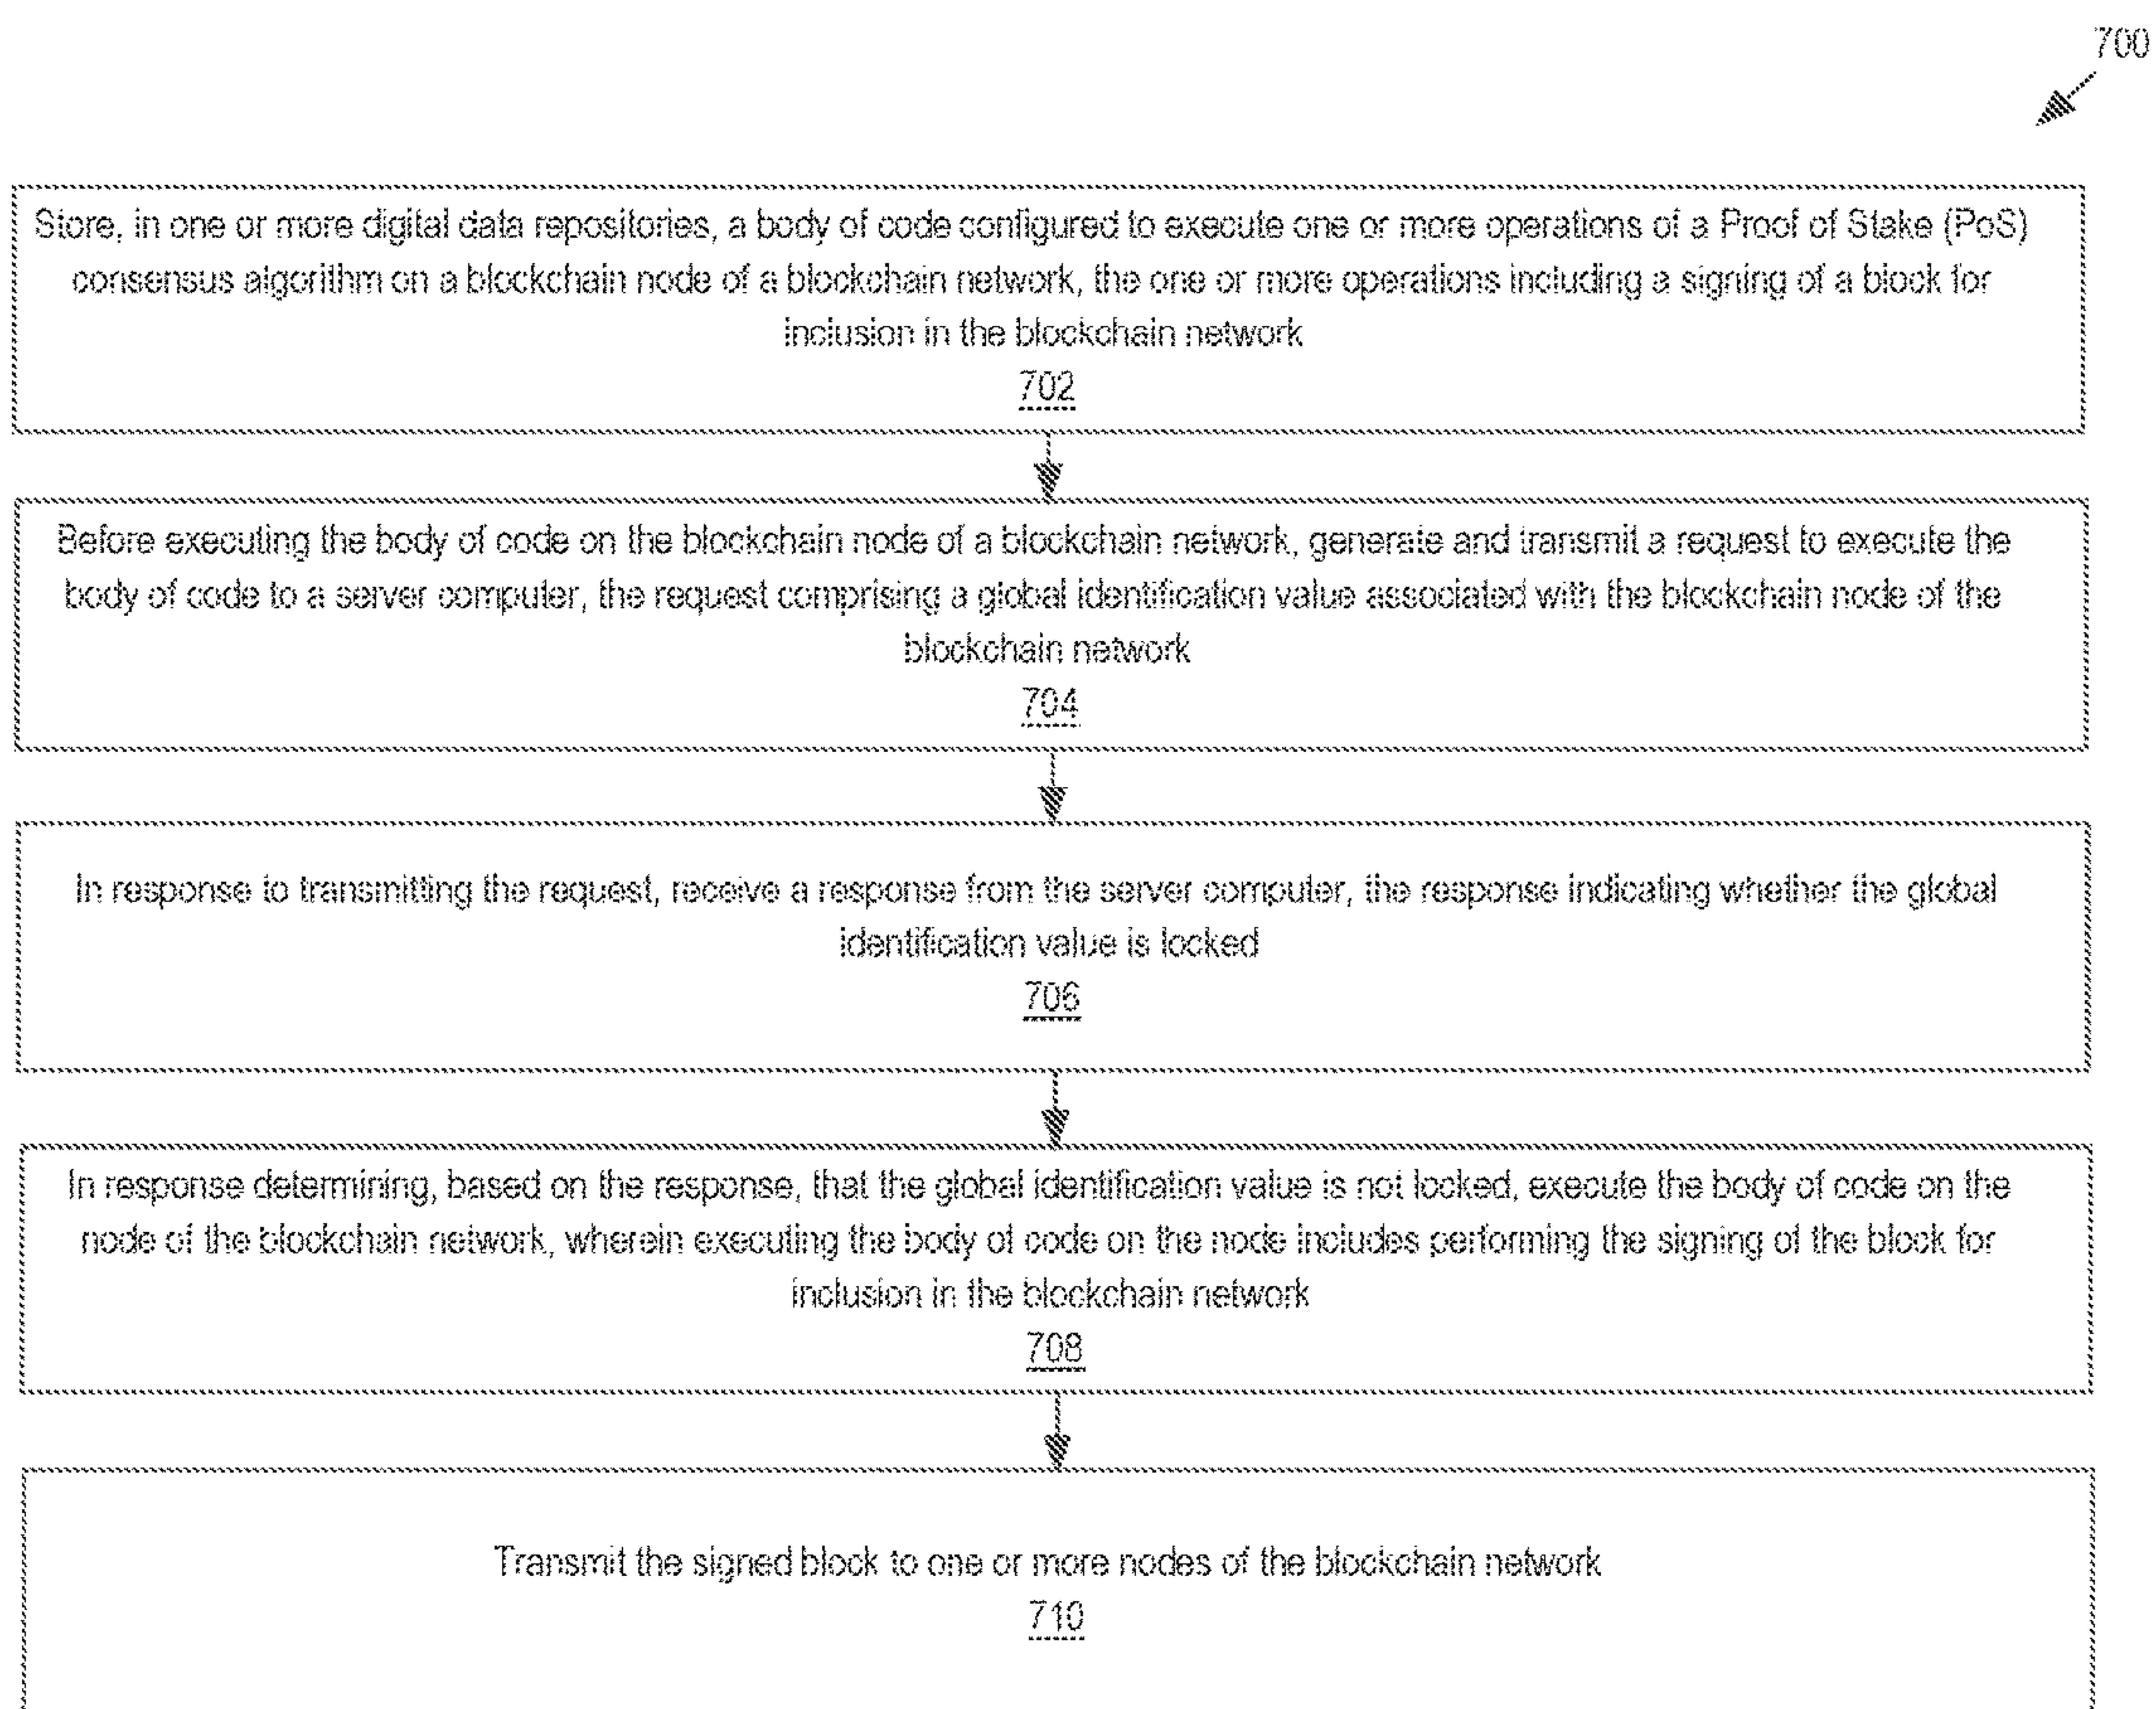 700
Store, in one or more digital data repositories, a body of code configured to execute one or more operations of a Proof of Stake (PoS)
consensus algorithm on a blockchain node of a blockchain network, the one or more operations including a signing of a block for
inclusion in the blockchain network
702
Before executing the body of code on the blockchain node of a blockchain network, generate and transmit a request to execute the
body of code to a server computer, the request comprising a global identification value associated with the blockchain node of the
blockchain network
704
In response to transmitting the request, receive a response from the server computer, the response indicating whether the global
identification value is locked
706
In response determining, based on the response, that the global identification value is not locked, execute the body of code on the
node of the blockchain network, wherein executing the body of code on the node includes performing the signing of the block for
inclusion in the blockchain network
708
Transmit the signed block to one or more nodes of the blockchain network
710